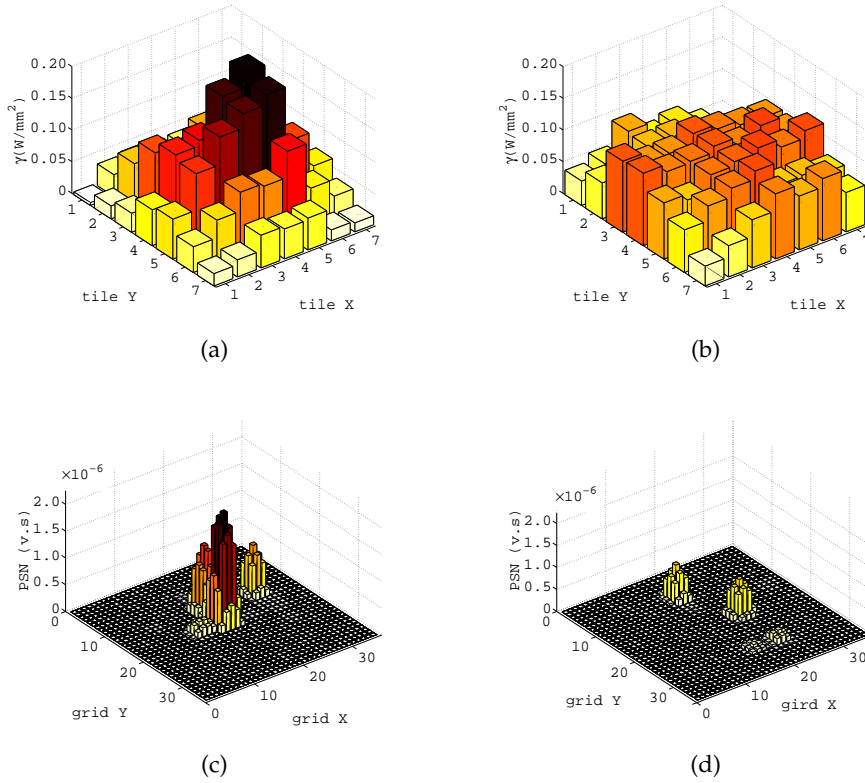 0.20 0.20
0.15 0.15
0.10 0.10
0.05 0.05
0 0
γ(W/mm²) γ(W/mm²)
1 2 3 4 5 6 7 1 2 3 4 5 6 7
1 2 3 4 5 6 7 1 2 3 4 5 6 7
tile Y tile X tile Y tile X
(a) (b)
×10⁻⁶ ×10⁻⁶
2.0 2.0
1.5 1.5
1.0 1.0
0.5 0.5
0 0
PSN (v.s) PSN (v.s)
0 10 20 30 0 10 20 30
0 10 20 30 0 10 20 30
grid Y grid X grid Y gird X
(c) (d)